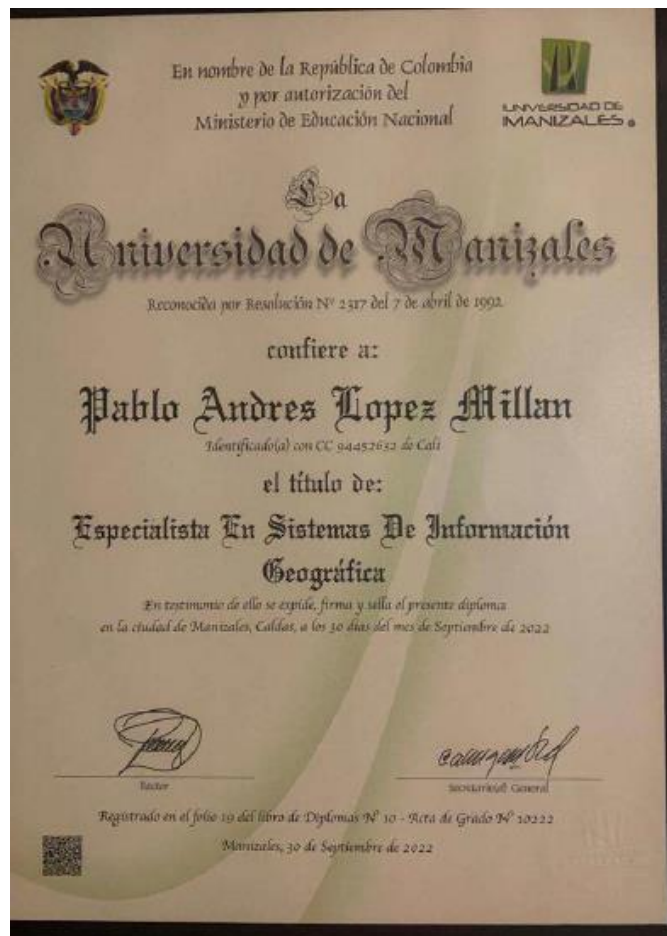 En nombre de la República de Colombia
y por autorización del
Ministerio de Educación Nacional
UNIVERSIDAD DE
MANIZALES
La
Universidad de Manizales
Reconocida por Resolución Nº 2317 del 7 de abril de 1992
confiere a:
Pablo Andres Lopez Millan
Identificado(a) con CC 94452632 de Cali
el título de:
Especialista En Sistemas De Información
Geográfica
En testimonio de ello se expide, firma y sella el presente diploma
en la ciudad de Manizales, Caldas, a los 30 días del mes de Septiembre de 2022
Rector
Secretario(a) General
Registrado en el folio 19 del libro de Diplomas Nº 10 - Acta de Grado Nº 10222
Manizales, 30 de Septiembre de 2022